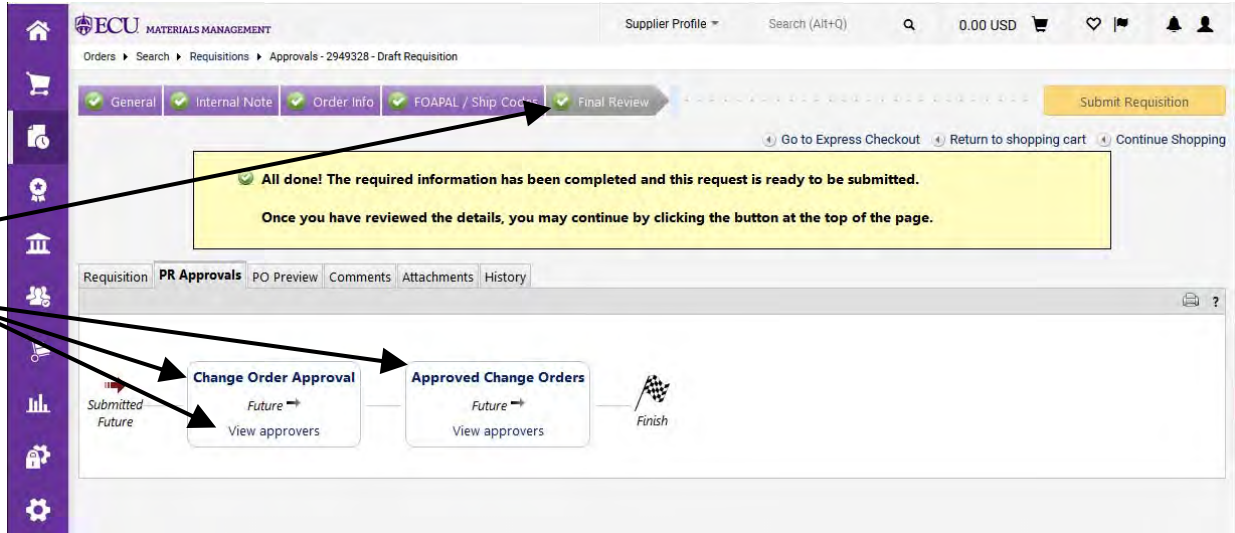 ECU MATERIALS MANAGEMENT
Supplier Profile
Search (Alt+Q)
0.00 USD
Orders ▸ Search ▸ Requisitions ▸ Approvals - 2949328 - Draft Requisition
General
Internal Note
Order Info
FOAPAL / Ship Codes
Final Review
Submit Requisition
Go to Express Checkout
Return to shopping cart
Continue Shopping
All done! The required information has been completed and this request is ready to be submitted.
Once you have reviewed the details, you may continue by clicking the button at the top of the page.
Requisition
PR Approvals
PO Preview
Comments
Attachments
History
?
Submitted
Future
Change Order Approval
Future
View approvers
Approved Change Orders
Future
View approvers
Finish